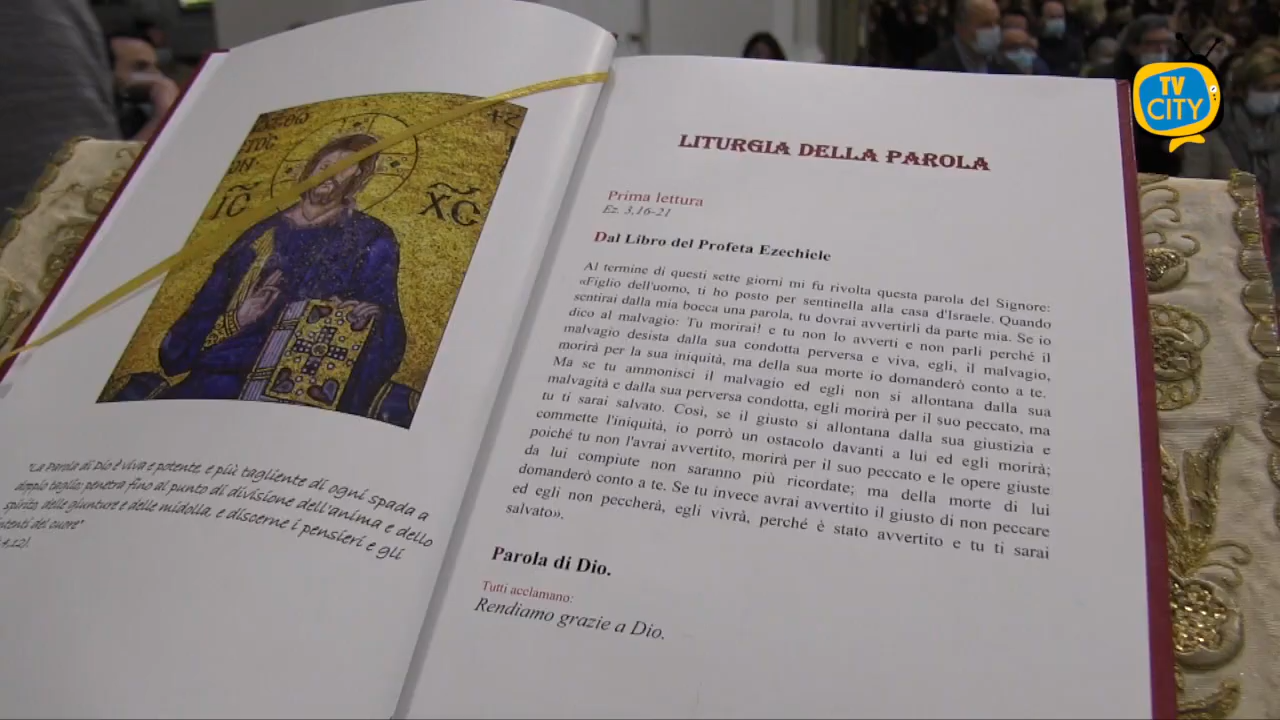 TV
CITY
IC
XC
"La Parola di Dio è viva e potente, e più tagliente di ogni spada a
doppio taglio; penetra fino al punto di divisione dell'anima e dello
spirito, delle giunture e delle midolla, e discerne i pensieri e gli
intenti del cuore"
4,12).
LITURGIA DELLA PAROLA
Prima lettura
Ez. 3,16-21
Dal Libro del Profeta Ezechiele
Al termine di questi sette giorni mi fu rivolta questa parola del Signore:
«Figlio dell'uomo, ti ho posto per sentinella alla casa d'Israele. Quando
sentirai dalla mia bocca una parola, tu dovrai avvertirli da parte mia. Se io
dico al malvagio: Tu morirai! e tu non lo avverti e non parli perché il
malvagio desista dalla sua condotta perversa e viva, egli, il malvagio,
morirà per la sua iniquità, ma della sua morte io domanderò conto a te.
Ma se tu ammonisci il malvagio ed egli non si allontana dalla sua
malvagità e dalla sua perversa condotta, egli morirà per il suo peccato, ma
tu ti sarai salvato. Così, se il giusto si allontana dalla sua giustizia e
commette l'iniquità, io porrò un ostacolo davanti a lui ed egli morirà;
poiché tu non l'avrai avvertito, morirà per il suo peccato e le opere giuste
da lui compiute non saranno più ricordate; ma della morte di lui
domanderò conto a te. Se tu invece avrai avvertito il giusto di non peccare
ed egli non peccherà, egli vivrà, perché è stato avvertito e tu ti sarai
salvato».
Parola di Dio.
Tutti acclamano:
Rendiamo grazie a Dio.